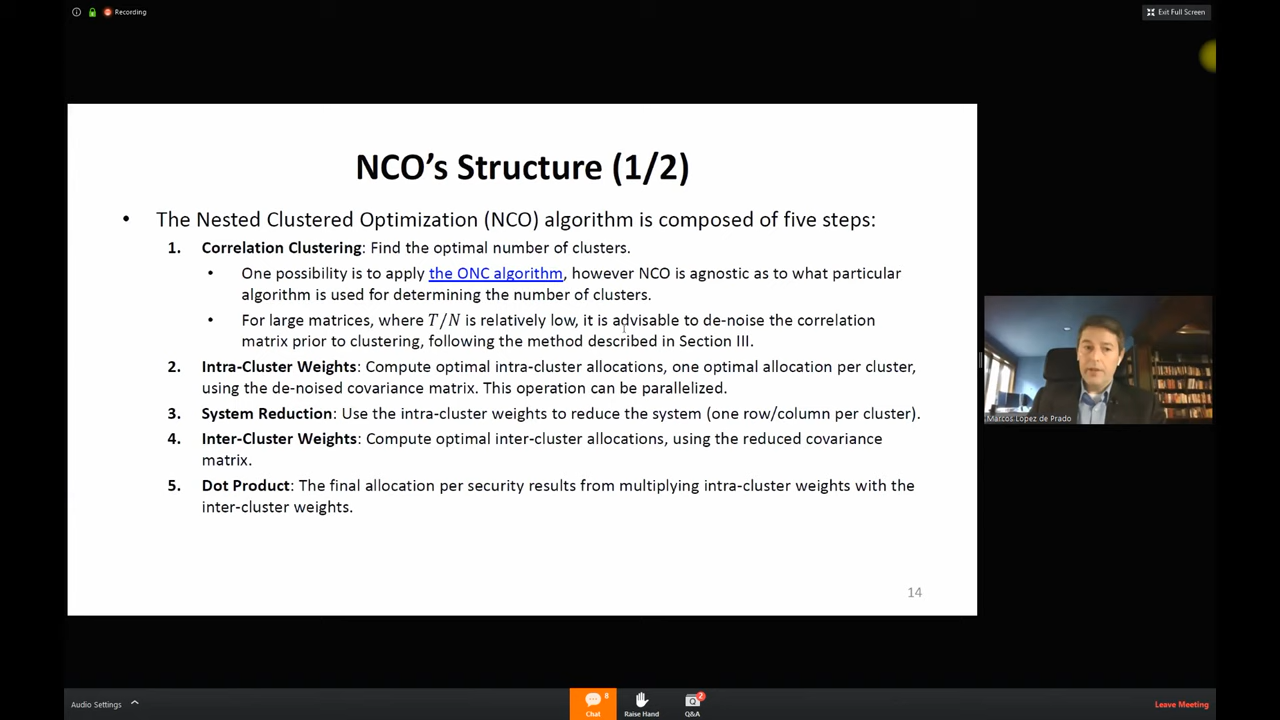 Recording
Exit Full Screen
NCO's Structure (1/2)
• The Nested Clustered Optimization (NCO) algorithm is composed of five steps:
1. Correlation Clustering: Find the optimal number of clusters.
• One possibility is to apply the ONC algorithm, however NCO is agnostic as to what particular
algorithm is used for determining the number of clusters.
• For large matrices, where T/N is relatively low, it is advisable to de-noise the correlation
matrix prior to clustering, following the method described in Section III.
2. Intra-Cluster Weights: Compute optimal intra-cluster allocations, one optimal allocation per cluster,
using the de-noised covariance matrix. This operation can be parallelized.
3. System Reduction: Use the intra-cluster weights to reduce the system (one row/column per cluster).
4. Inter-Cluster Weights: Compute optimal inter-cluster allocations, using the reduced covariance
matrix.
5. Dot Product: The final allocation per security results from multiplying intra-cluster weights with the
inter-cluster weights.
14
Marcos Lopez de Prado
Audio Settings
8
Chat
Raise Hand
2
Q&A
Leave Meeting